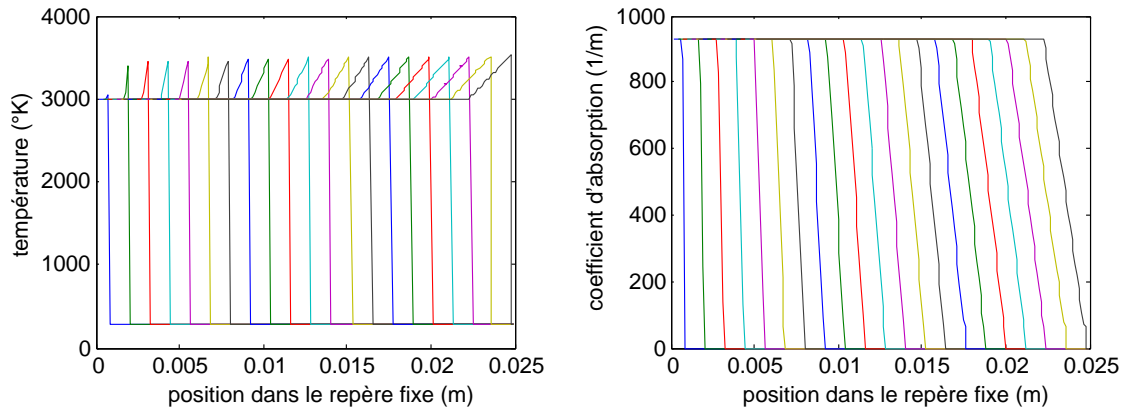 4000
3000
2000
1000
0
température (°K)
0 0.005 0.01 0.015 0.02 0.025
position dans le repère fixe (m)
1000
800
600
400
200
0
coefficient d'absorption (1/m)
0 0.005 0.01 0.015 0.02 0.025
position dans le repère fixe (m)